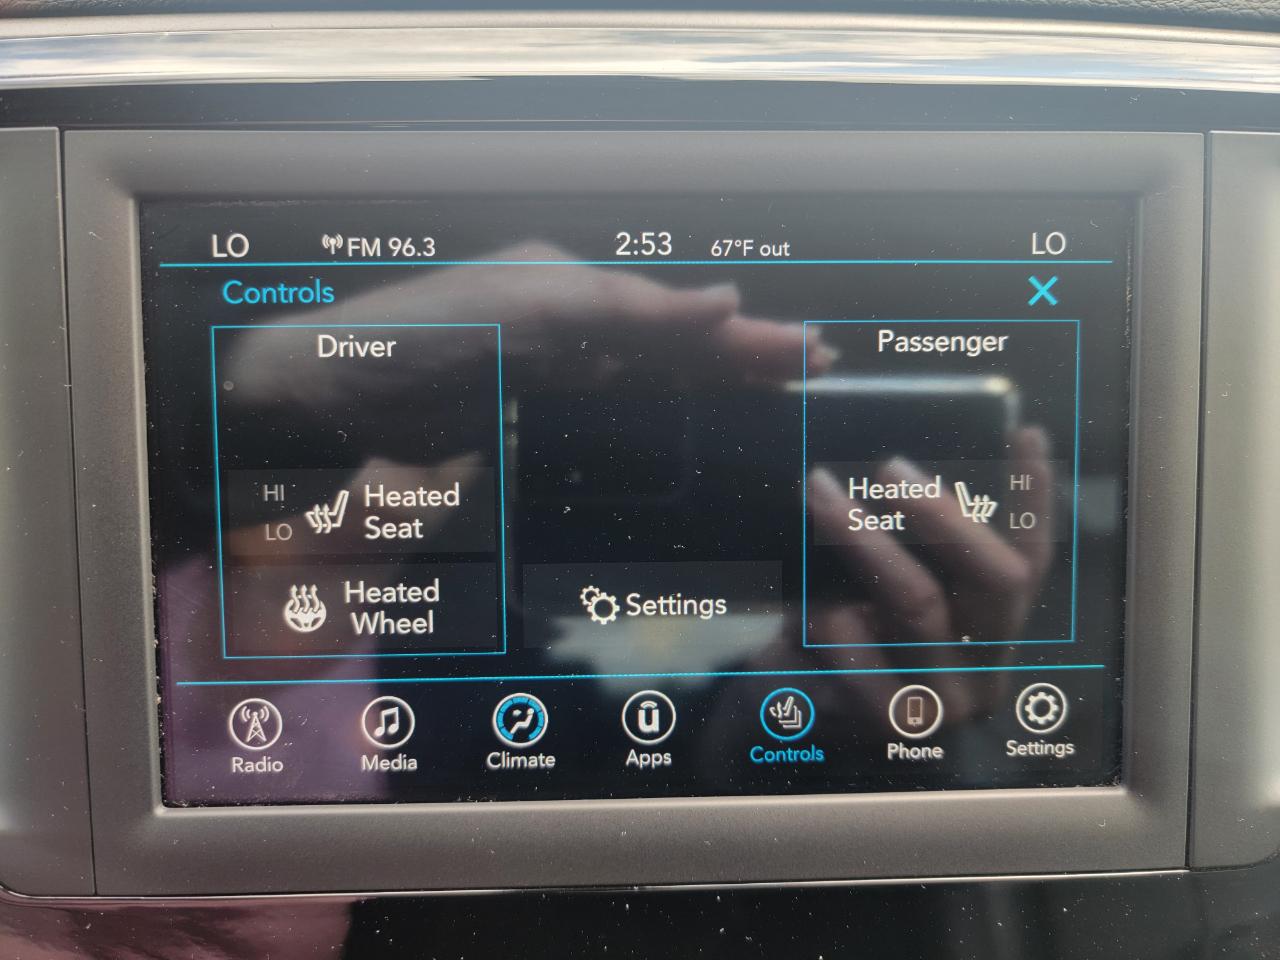 LO FM 96.3 2:53 67°F out LO
Controls
Driver
HI
LO
Heated
Seat
Heated
Wheel
Settings
Passenger
Heated
Seat
HI
LO
Radio Media Climate Apps Controls Phone Settings